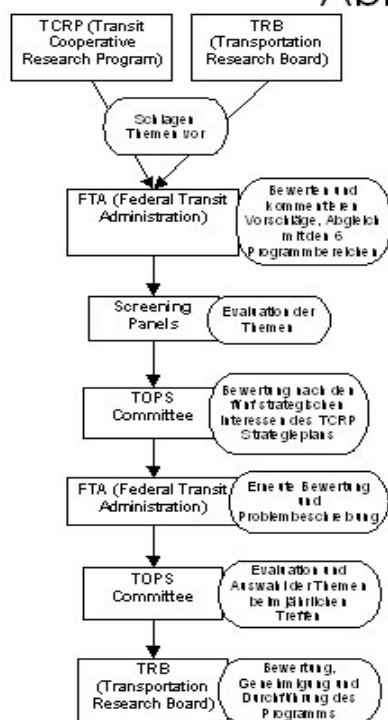 TCRP (Transit
Cooperative
Research Program)
TRB
(Transportation
Research Board)
Schlagen
Themen vor
FTA (Federal Transit
Administration)
Bewerten und
kommentieren
Vorschläge, Abgleich
mit den 6
Programmbereichen
Screening
Panels
Evaluation der
Themen
TOPS
Committee
Bewertung nach den
fünf strategischen
Interessen des TCRP
Strategieplans
FTA (Federal Transit
Administration)
Erneute Bewertung
und
Problembeschreibung
TOPS
Committee
Evaluation und
Auswahl der Themen
beim jährlichen
Treffen
TRB
(Transportation
Research Board)
Bewertung,
Genehmigung und
Durchführung des
Programms